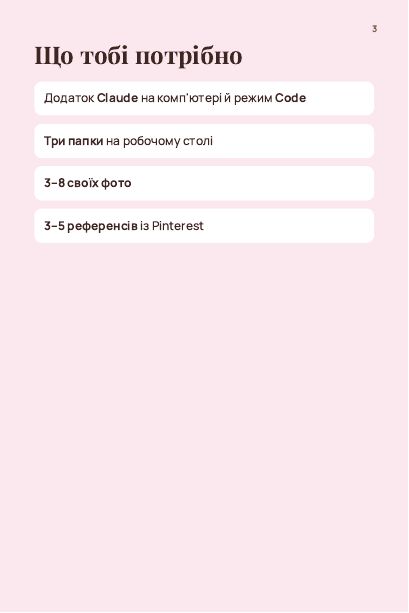 3
Що тобі потрібно
Додаток Claude на комп'ютері й режим Code
Три папки на робочому столі
3–8 своїх фото
3–5 референсів із Pinterest